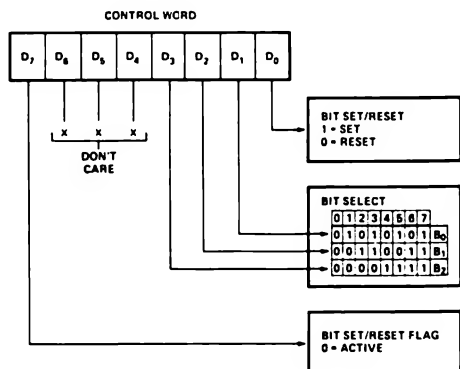 CONTROL WORD
D7 D6 D5 D4 D3 D2 D1 D0
X X X
DON'T
CARE
BIT SET/RESET
1 = SET
0 = RESET
BIT SELECT
0 1 2 3 4 5 6 7
0 1 0 1 0 1 0 1 B0
0 0 1 1 0 0 1 1 B1
0 0 0 0 1 1 1 1 B2
BIT SET/RESET FLAG
0 = ACTIVE